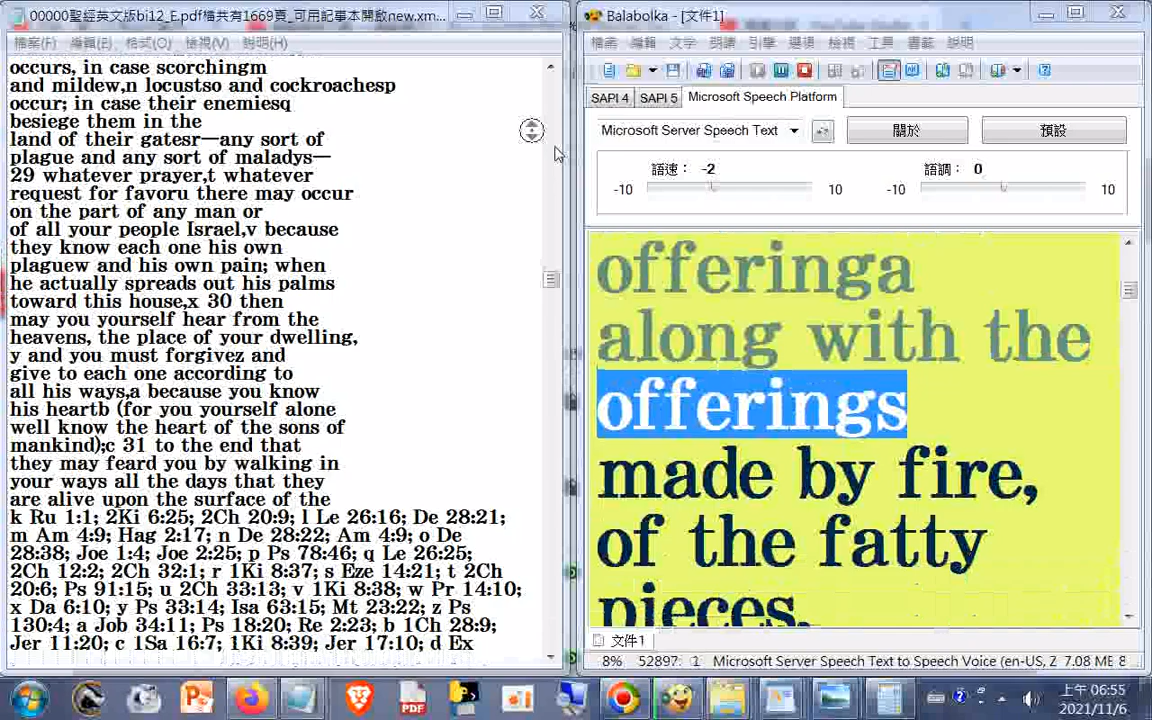 00000聖經英文版bi12_E.pdf檔共有1669頁_可用記事本開啟new.xm...
檔案(F) 編輯(E) 格式(O) 檢視(V) 說明(H)
occurs, in case scorchingm
and mildew,n locustso and cockroachesp
occur; in case their enemiesq
besiege them in the
land of their gatesr—any sort of
plague and any sort of maladys—
29 whatever prayer,t whatever
request for favoru there may occur
on the part of any man or
of all your people Israel,v because
they know each one his own
plaguew and his own pain; when
he actually spreads out his palms
toward this house,x 30 then
may you yourself hear from the
heavens, the place of your dwelling,
y and you must forgivez and
give to each one according to
all his ways,a because you know
his heartb (for you yourself alone
well know the heart of the sons of
mankind);c 31 to the end that
they may feard you by walking in
your ways all the days that they
are alive upon the surface of the
k Ru 1:1; 2Ki 6:25; 2Ch 20:9; l Le 26:16; De 28:21;
m Am 4:9; Hag 2:17; n De 28:22; Am 4:9; o De
28:38; Joe 1:4; Joe 2:25; p Ps 78:46; q Le 26:25;
2Ch 12:2; 2Ch 32:1; r 1Ki 8:37; s Eze 14:21; t 2Ch
20:6; Ps 91:15; u 2Ch 33:13; v 1Ki 8:38; w Pr 14:10;
x Da 6:10; y Ps 33:14; Isa 63:15; Mt 23:22; z Ps
130:4; a Job 34:11; Ps 18:20; Re 2:23; b 1Ch 28:9;
Jer 11:20; c 1Sa 16:7; 1Ki 8:39; Jer 17:10; d Ex
Balabolka - [文件1]
檔案 編輯 文字 朗讀 引擎 選項 檢視 工具 書籤 說明
SAPI 4 SAPI 5 Microsoft Speech Platform
Microsoft Server Speech Text 關於 預設
語速： -2 語調： 0
-10 10 -10 10
offeringa
along with the
offerings
made by fire,
of the fatty
pieces.
文件1
8% 52897: 1 Microsoft Server Speech Text to Speech Voice (en-US, Z 7.08 MB 8
上午 06:55
2021/11/6